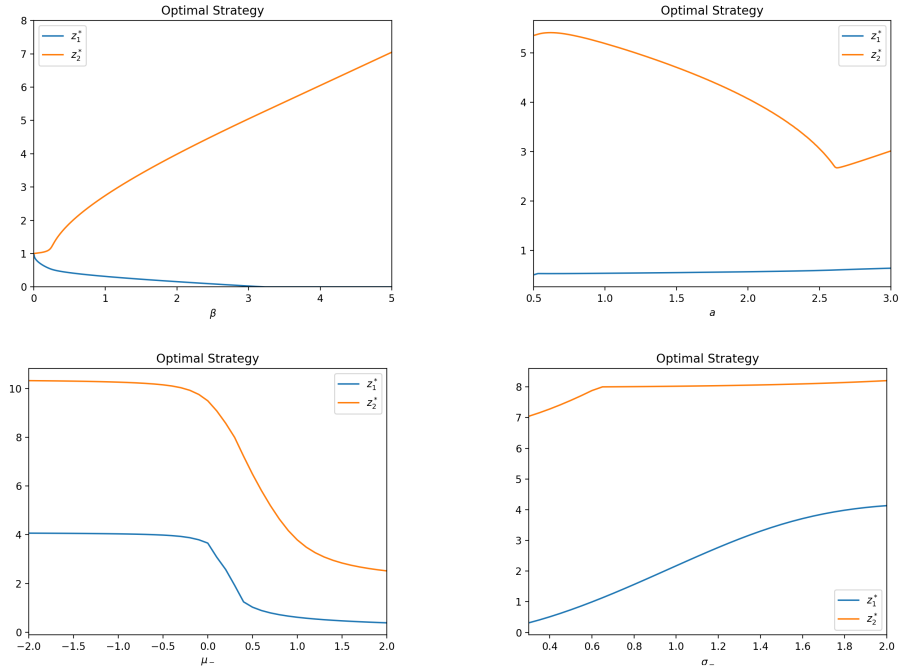 Optimal Strategy
8
7
6
5
4
3
2
1
0
z₁*
z₂*
0 1 2 3 4 5
β
Optimal Strategy
5
4
3
2
1
z₁*
z₂*
0.5 1.0 1.5 2.0 2.5 3.0
a
Optimal Strategy
10
8
6
4
2
0
z₁*
z₂*
−2.0 −1.5 −1.0 −0.5 0.0 0.5 1.0 1.5 2.0
μ₋
Optimal Strategy
8
7
6
5
4
3
2
1
0
z₁*
z₂*
0.4 0.6 0.8 1.0 1.2 1.4 1.6 1.8 2.0
σ₋